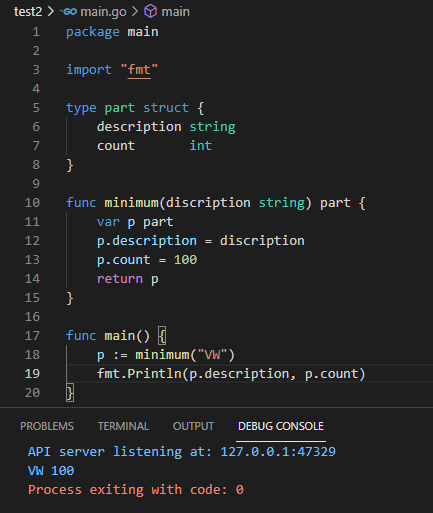 test2 > main.go > main
1 package main
2
3 import "fmt"
4
5 type part struct {
6     description string
7     count       int
8 }
9
10 func minimum(discription string) part {
11     var p part
12     p.description = discription
13     p.count = 100
14     return p
15 }
16
17 func main() {
18     p := minimum("VW")
19     fmt.Println(p.description, p.count)
20 }
PROBLEMS TERMINAL OUTPUT DEBUG CONSOLE
API server listening at: 127.0.0.1:47329
VW 100
Process exiting with code: 0